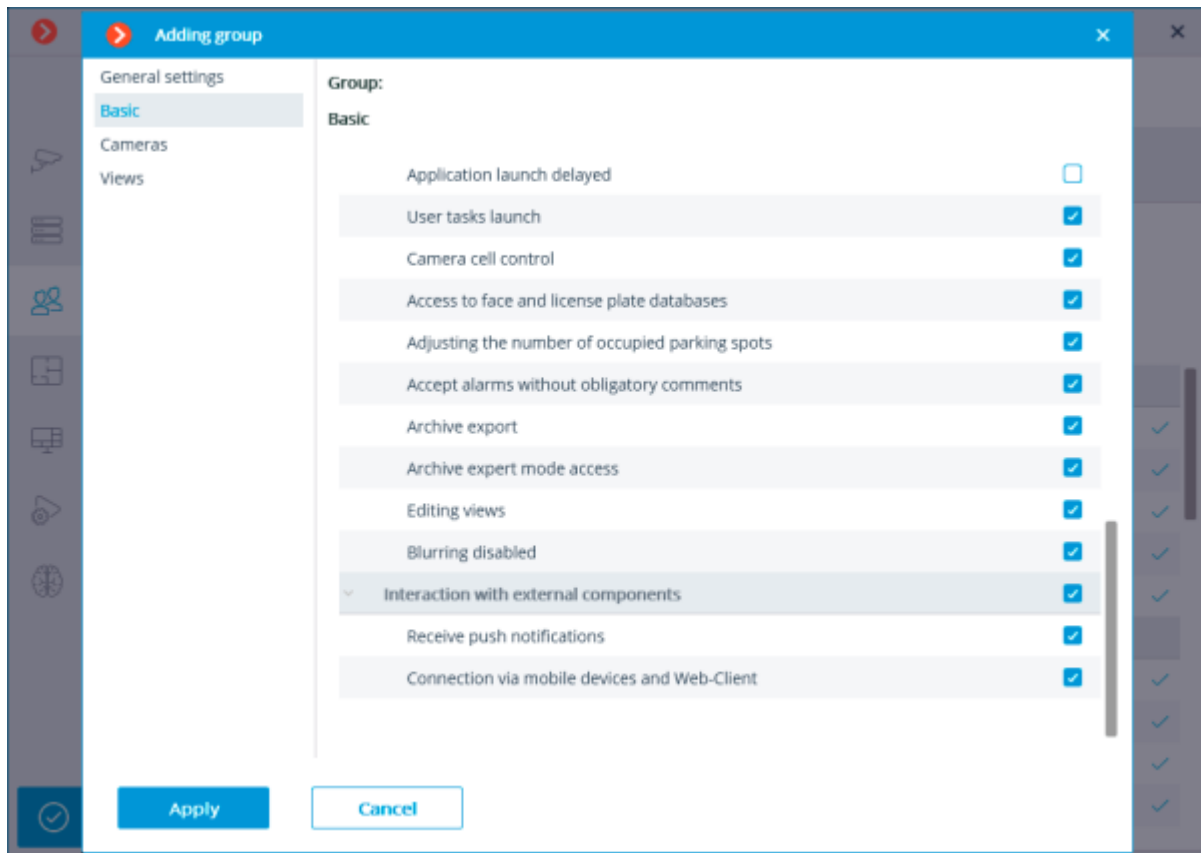 Adding group
General settings
Basic
Cameras
Views
Group:
Basic
Application launch delayed
User tasks launch
Camera cell control
Access to face and license plate databases
Adjusting the number of occupied parking spots
Accept alarms without obligatory comments
Archive export
Archive expert mode access
Editing views
Blurring disabled
Interaction with external components
Receive push notifications
Connection via mobile devices and Web-Client
Apply
Cancel